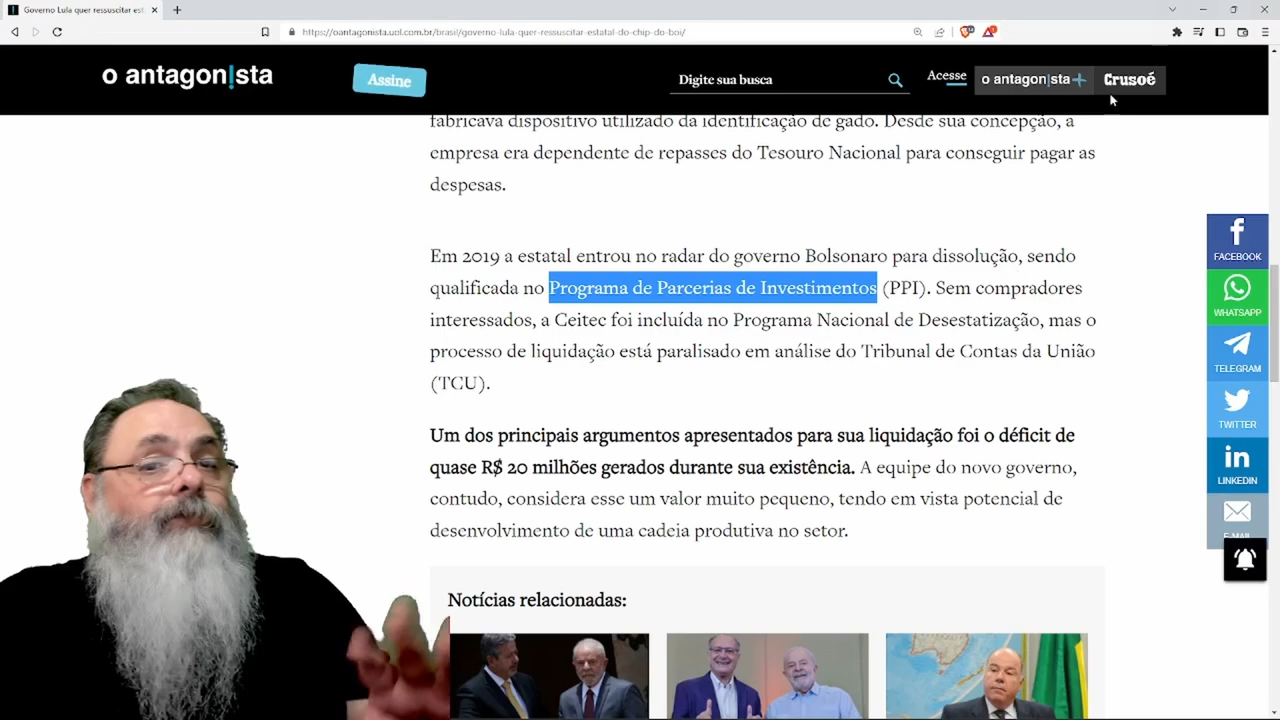 Governo Lula quer ressuscitar est
https://oantagonista.uol.com.br/brasil/governo-lula-quer-ressuscitar-estatal-do-chip-do-boi/
o antagon!sta
Assine
Digite sua busca
Acesse
o antagon!sta+
Crusoé
fabricava dispositivo utilizado da identificação de gado. Desde sua concepção, a
empresa era dependente de repasses do Tesouro Nacional para conseguir pagar as
despesas.
Em 2019 a estatal entrou no radar do governo Bolsonaro para dissolução, sendo
qualificada no Programa de Parcerias de Investimentos (PPI). Sem compradores
interessados, a Ceitec foi incluída no Programa Nacional de Desestatização, mas o
processo de liquidação está paralisado em análise do Tribunal de Contas da União
(TCU).
Um dos principais argumentos apresentados para sua liquidação foi o déficit de
quase R$ 20 milhões gerados durante sua existência. A equipe do novo governo,
contudo, considera esse um valor muito pequeno, tendo em vista potencial de
desenvolvimento de uma cadeia produtiva no setor.
Notícias relacionadas:
FACEBOOK
WHATSAPP
TELEGRAM
TWITTER
LINKEDIN
E-MAIL